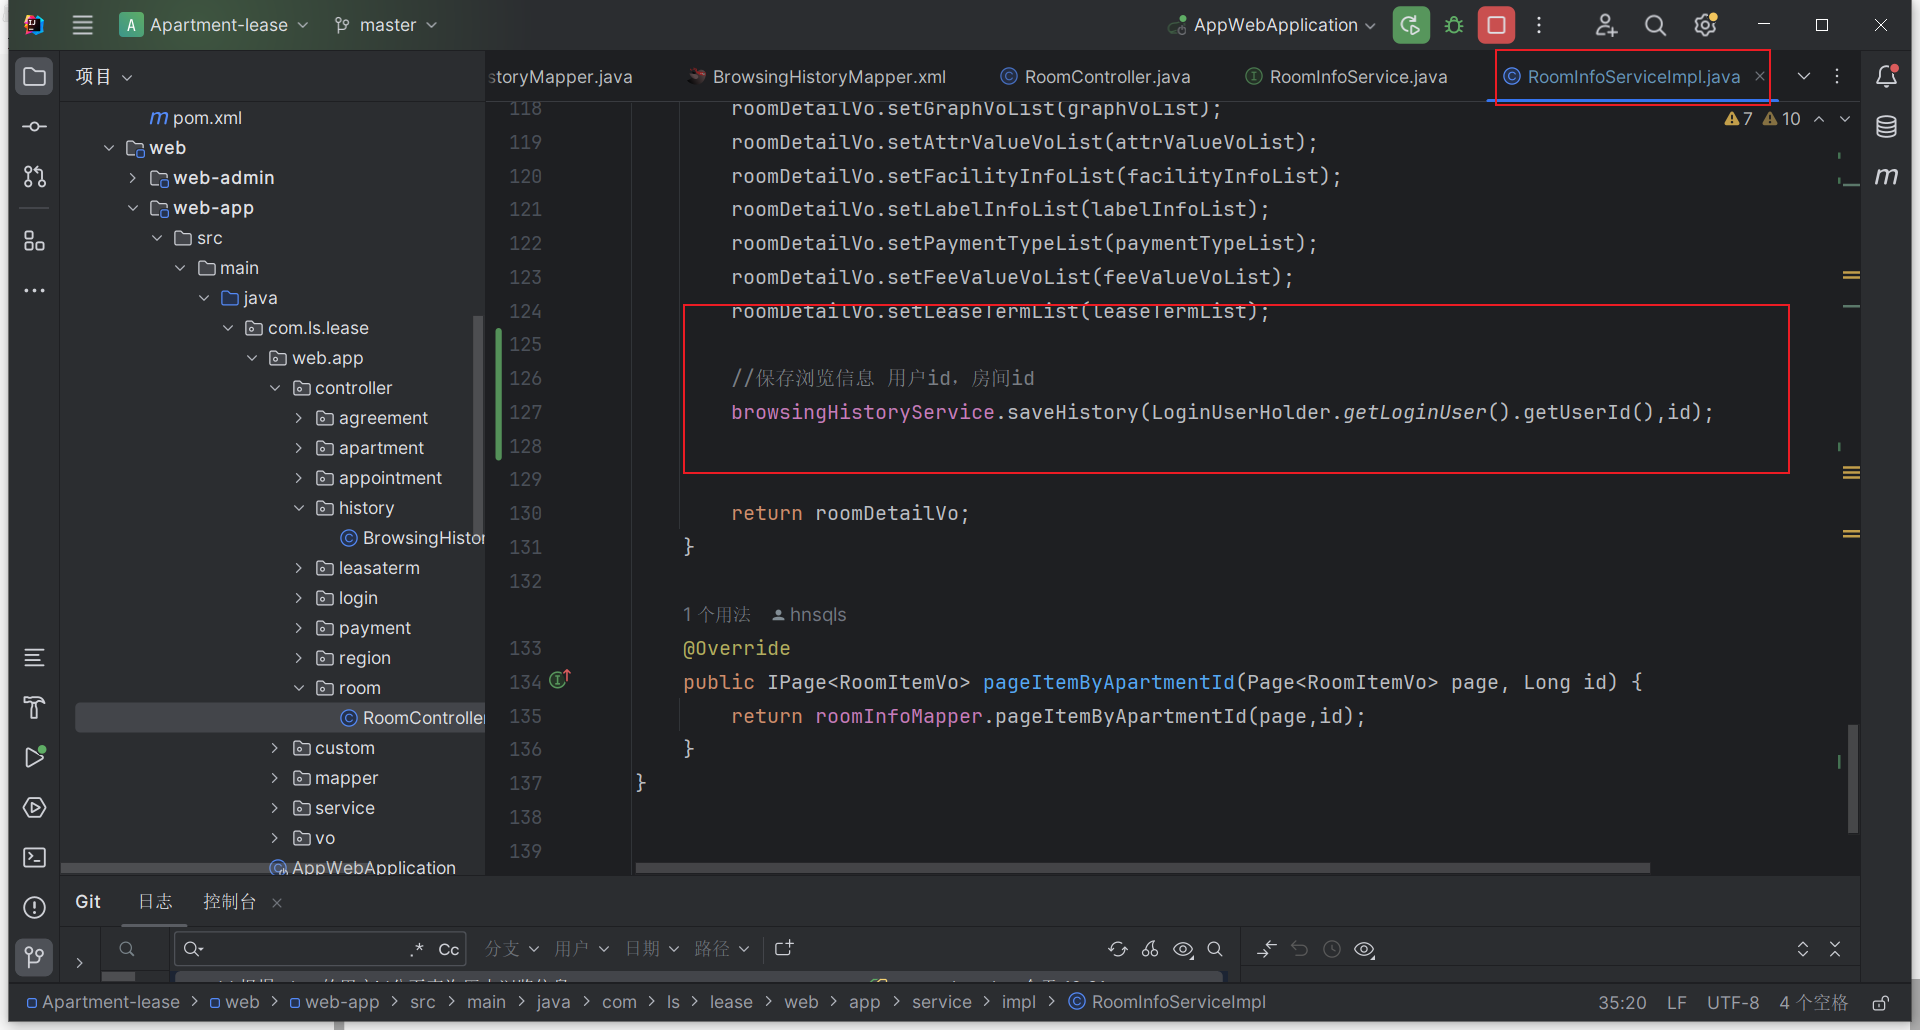 A Apartment-lease master AppWebApplication
项目
storyMapper.java BrowsingHistoryMapper.xml RoomController.java RoomInfoService.java RoomInfoServiceImpl.java
pom.xml
web
web-admin
web-app
src
main
java
com.ls.lease
web.app
controller
agreement
apartment
appointment
history
BrowsingHistor
leasaterm
login
payment
region
room
RoomController
custom
mapper
service
vo
AppWebApplication
7 10
118 roomDetailVo.setGraphVoList(graphVoList);
119 roomDetailVo.setAttrValueVoList(attrValueVoList);
120 roomDetailVo.setFacilityInfoList(facilityInfoList);
121 roomDetailVo.setLabelInfoList(labelInfoList);
122 roomDetailVo.setPaymentTypeList(paymentTypeList);
123 roomDetailVo.setFeeValueVoList(feeValueVoList);
124 roomDetailVo.setLeaseTermList(leaseTermList);
125
126 //保存浏览信息 用户id，房间id
127 browsingHistoryService.saveHistory(LoginUserHolder.getLoginUser().getUserId(),id);
128
129
130 return roomDetailVo;
131 }
132
1 个用法 hnsqls
133 @Override
134 public IPage<RoomItemVo> pageItemByApartmentId(Page<RoomItemVo> page, Long id) {
135 return roomInfoMapper.pageItemByApartmentId(page,id);
136 }
137 }
138
139
Git 日志 控制台
.* Cc 分支 用户 日期 路径
Apartment-lease > web > web-app > src > main > java > com > ls > lease > web > app > service > impl > RoomInfoServiceImpl 35:20 LF UTF-8 4 个空格